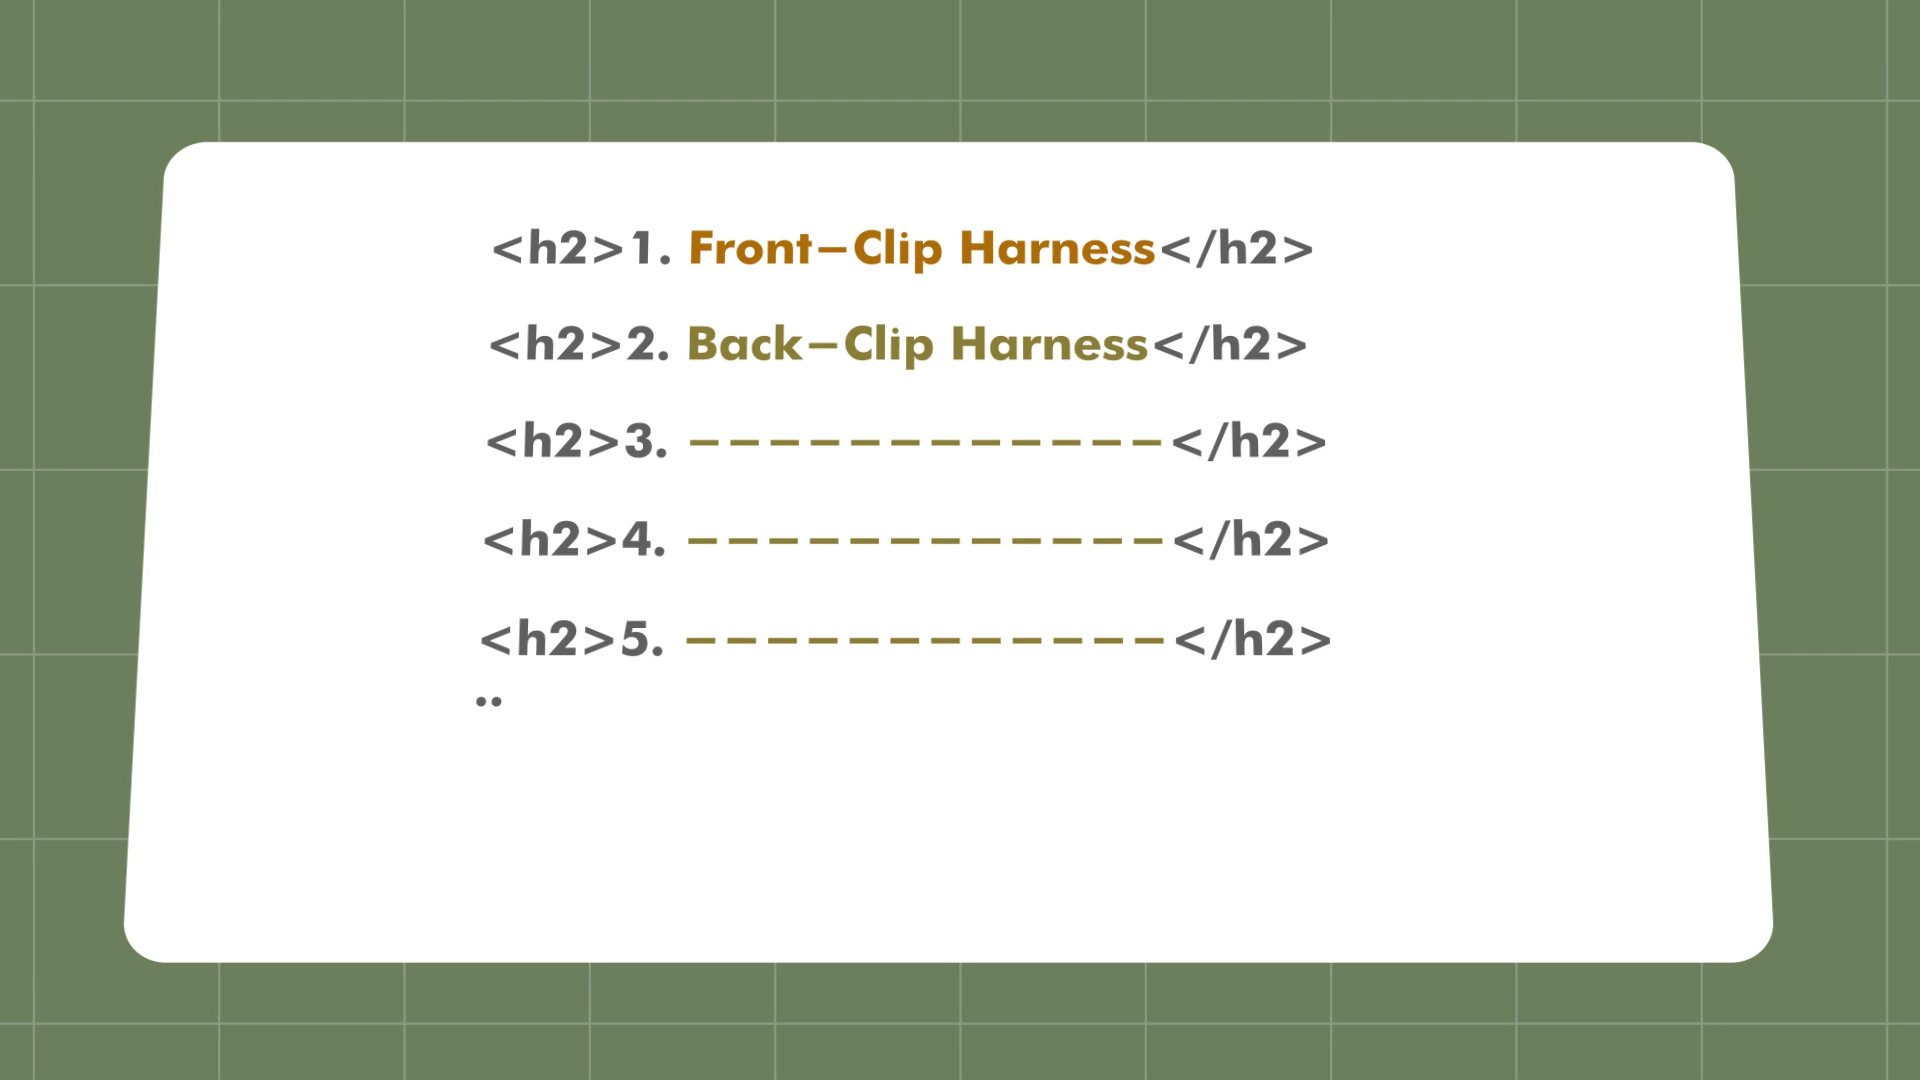 <h2>1. Front–Clip Harness</h2>
<h2>2. Back–Clip Harness</h2>
<h2>3. – – – – – – – – – – – –</h2>
<h2>4. – – – – – – – – – – – –</h2>
<h2>5. – – – – – – – – – – – –</h2>
..